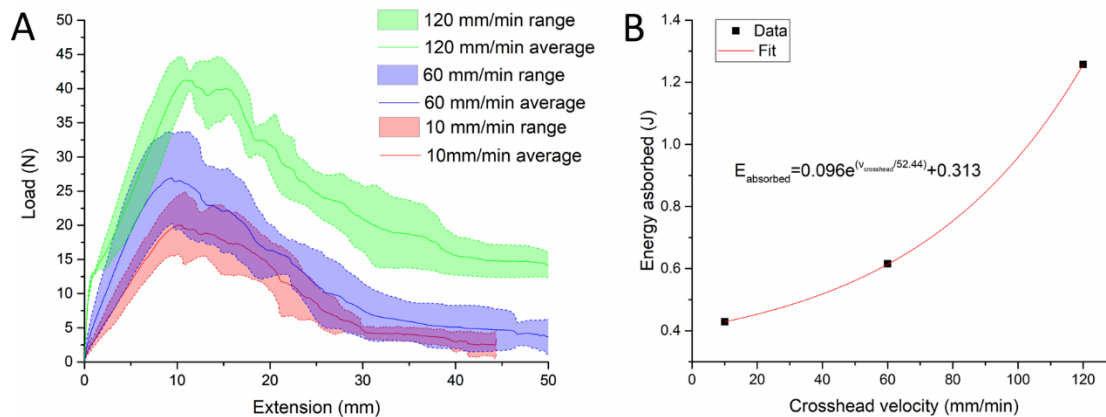 A
50
45
40
35
30
25
20
15
10
5
0
Load (N)
0 10 20 30 40 50
Extension (mm)
120 mm/min range
120 mm/min average
60 mm/min range
60 mm/min average
10 mm/min range
10mm/min average
B
1.4
1.2
1.0
0.8
0.6
0.4
Energy asborbed (J)
Data
Fit
E absorbed=0.096e(v crosshead/52.44)+0.313
0 20 40 60 80 100 120
Crosshead velocity (mm/min)